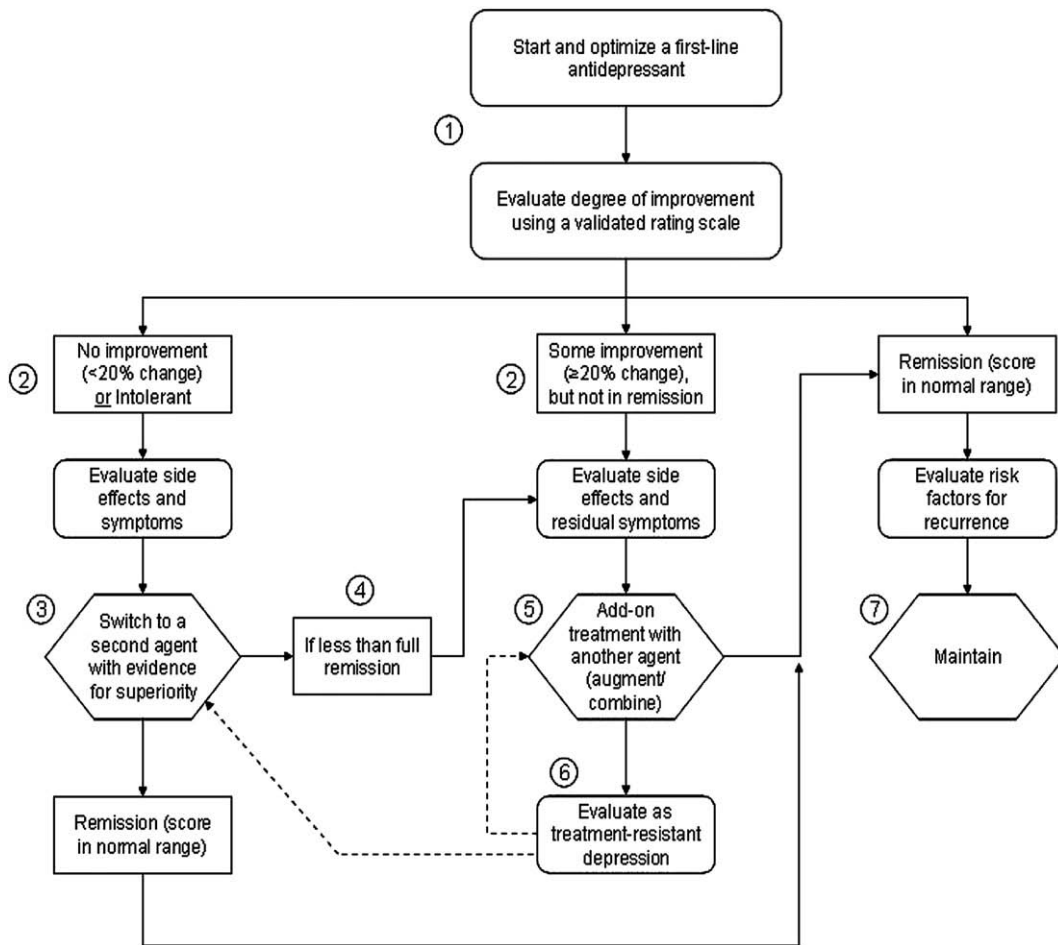 Start and optimize a first-line
antidepressant
①
Evaluate degree of improvement
using a validated rating scale
②
No improvement
(<20% change)
or Intolerant
②
Some improvement
(≥20% change),
but not in remission
Remission (score
in normal range)
Evaluate side
effects and
symptoms
Evaluate side
effects and
residual symptoms
Evaluate risk
factors for
recurrence
③
Switch to a
second agent
with evidence
for superiority
④
If less than full
remission
⑤
Add-on
treatment with
another agent
(augment/
combine)
⑦
Maintain
Remission (score
in normal range)
⑥
Evaluate as
treatment-resistant
depression